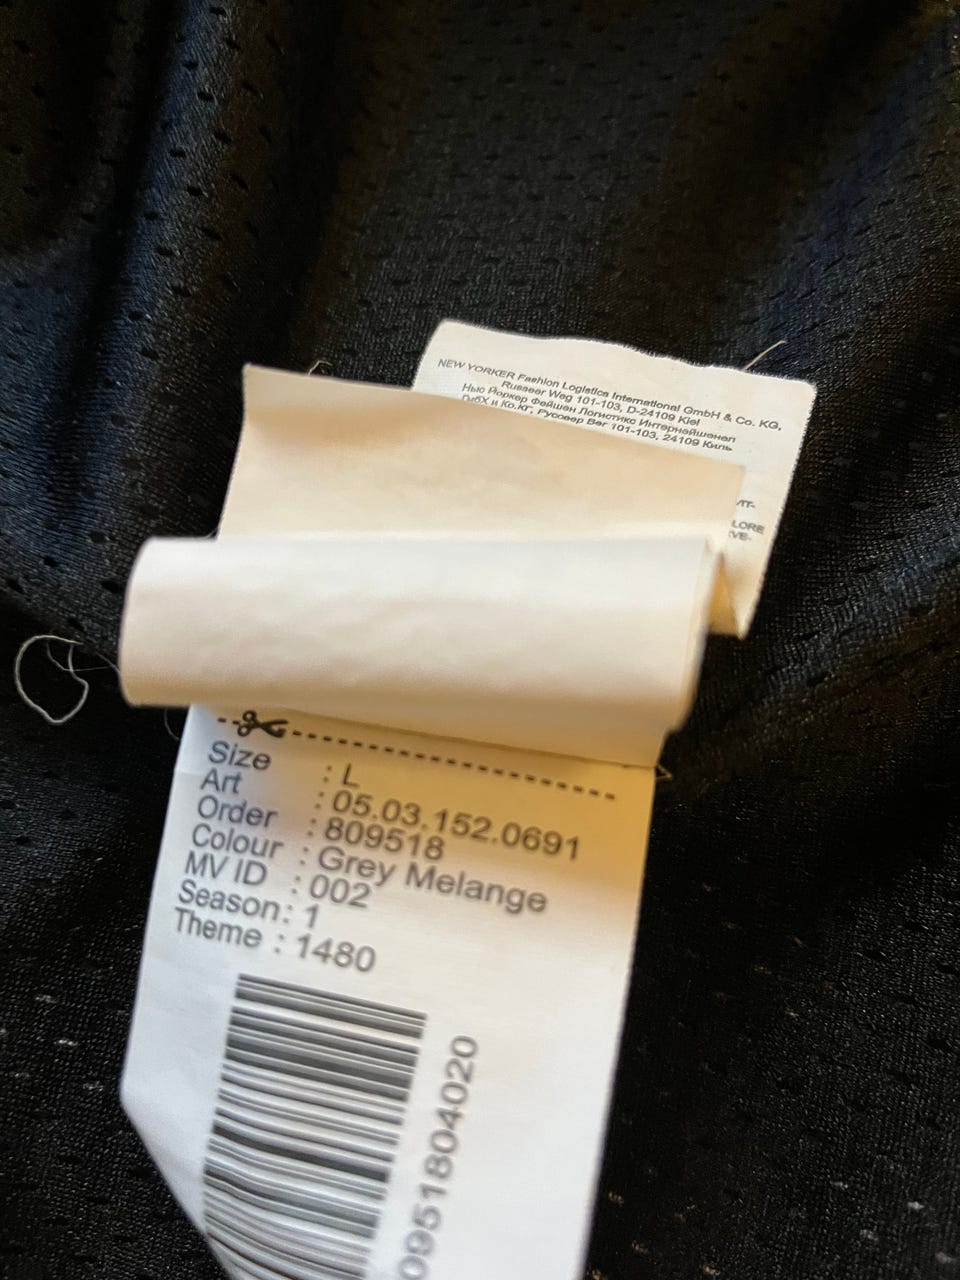 NEW YORKER Fashion Logistics International GmbH & Co. KG,
Russeer Weg 101-103, D-24109 Kiel
Нью Йоркер Фейшен Логистикс Интернейшенал
ГмбХ и Ко.КГ, Русовер Вег 101-103, 24109 Киль
LORE
Size : L
Art : 05.03.152.0691
Order : 809518
Colour : Grey Melange
MV ID : 002
Season : 1
Theme : 1480
0951804020